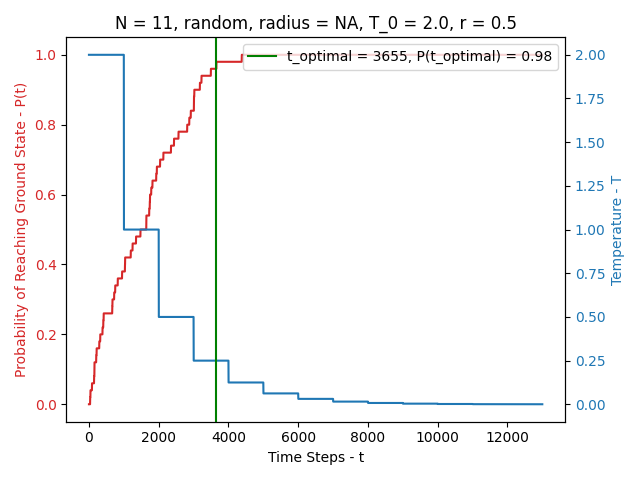 N = 11, random, radius = NA, T_0 = 2.0, r = 0.5
t_optimal = 3655, P(t_optimal) = 0.98
Probability of Reaching Ground State - P(t)
1.0
0.8
0.6
0.4
0.2
0.0
2.00
1.75
1.50
1.25
1.00
0.75
0.50
0.25
0.00
Temperature - T
0 2000 4000 6000 8000 10000 12000
Time Steps - t